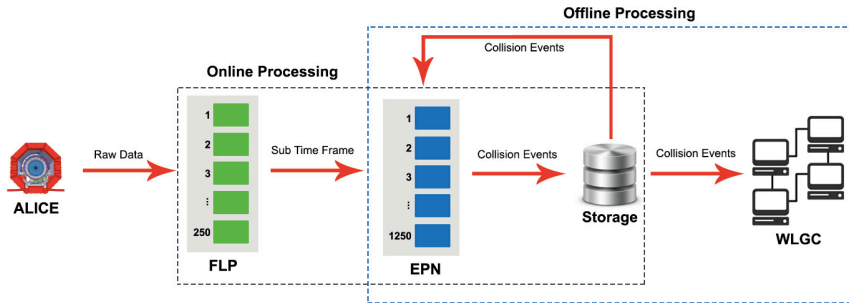 Offline Processing
Collision Events
Online Processing
1
2
3
⋮
250
1
2
3
⋮
1250
Raw Data
Sub Time Frame
Collision Events
Collision Events
ALICE
FLP
EPN
Storage
WLGC